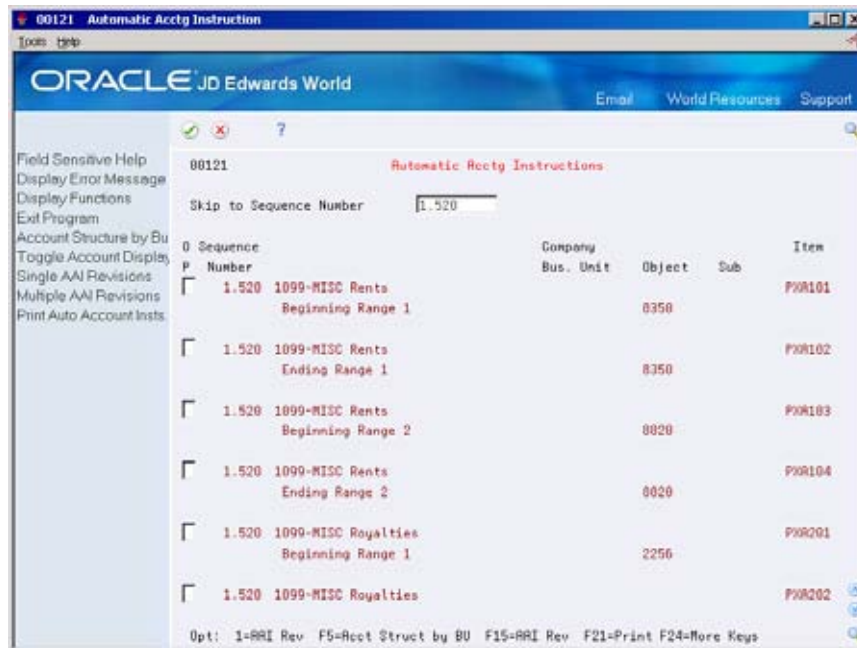 00121 Automatic Acctg Instruction
Tools Help
ORACLE JD Edwards World
Email World Resources Support
Field Sensitive Help
Display Error Message
Display Functions
Exit Program
Account Structure by Bu
Toggle Account Display
Single AAI Revisions
Multiple AAI Revisions
Print Auto Account Insts
00121 Automatic Acctg Instructions
Skip to Sequence Number 1.520
O Sequence Company Item
P Number Bus. Unit Object Sub
1.520 1099-MISC Rents PXA101
Beginning Range 1 8350
1.520 1099-MISC Rents PXA102
Ending Range 1 8350
1.520 1099-MISC Rents PXA103
Beginning Range 2 8820
1.520 1099-MISC Rents PXA104
Ending Range 2 8820
1.520 1099-MISC Royalties PXA201
Beginning Range 1 2256
1.520 1099-MISC Royalties PXA202
Opt: 1=AAI Rev F5=Acct Struct by BU F15=AAI Rev F21=Print F24=More Keys